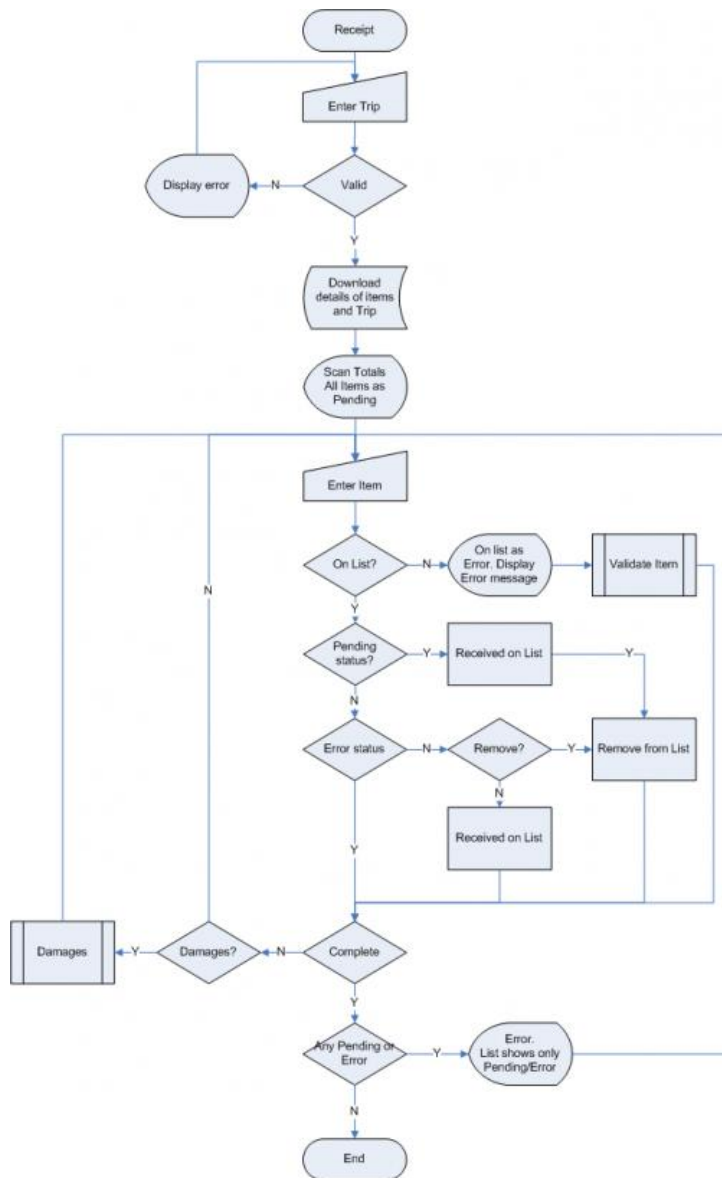 Receipt
Enter Trip
Display error
N
Valid
Y
Download
details of items
and Trip
Scan Totals
All Items as
Pending
Enter Item
On List?
N
On list as
Error. Display
Error message
Validate Item
N
Y
Pending
status?
Y
Received on List
Y
N
Error status
N
Remove?
Y
Remove from List
N
Received on List
Y
Damages
Y
Damages?
N
Complete
Y
Any Pending or
Error
Y
Error.
List shows only
Pending/Error
N
End